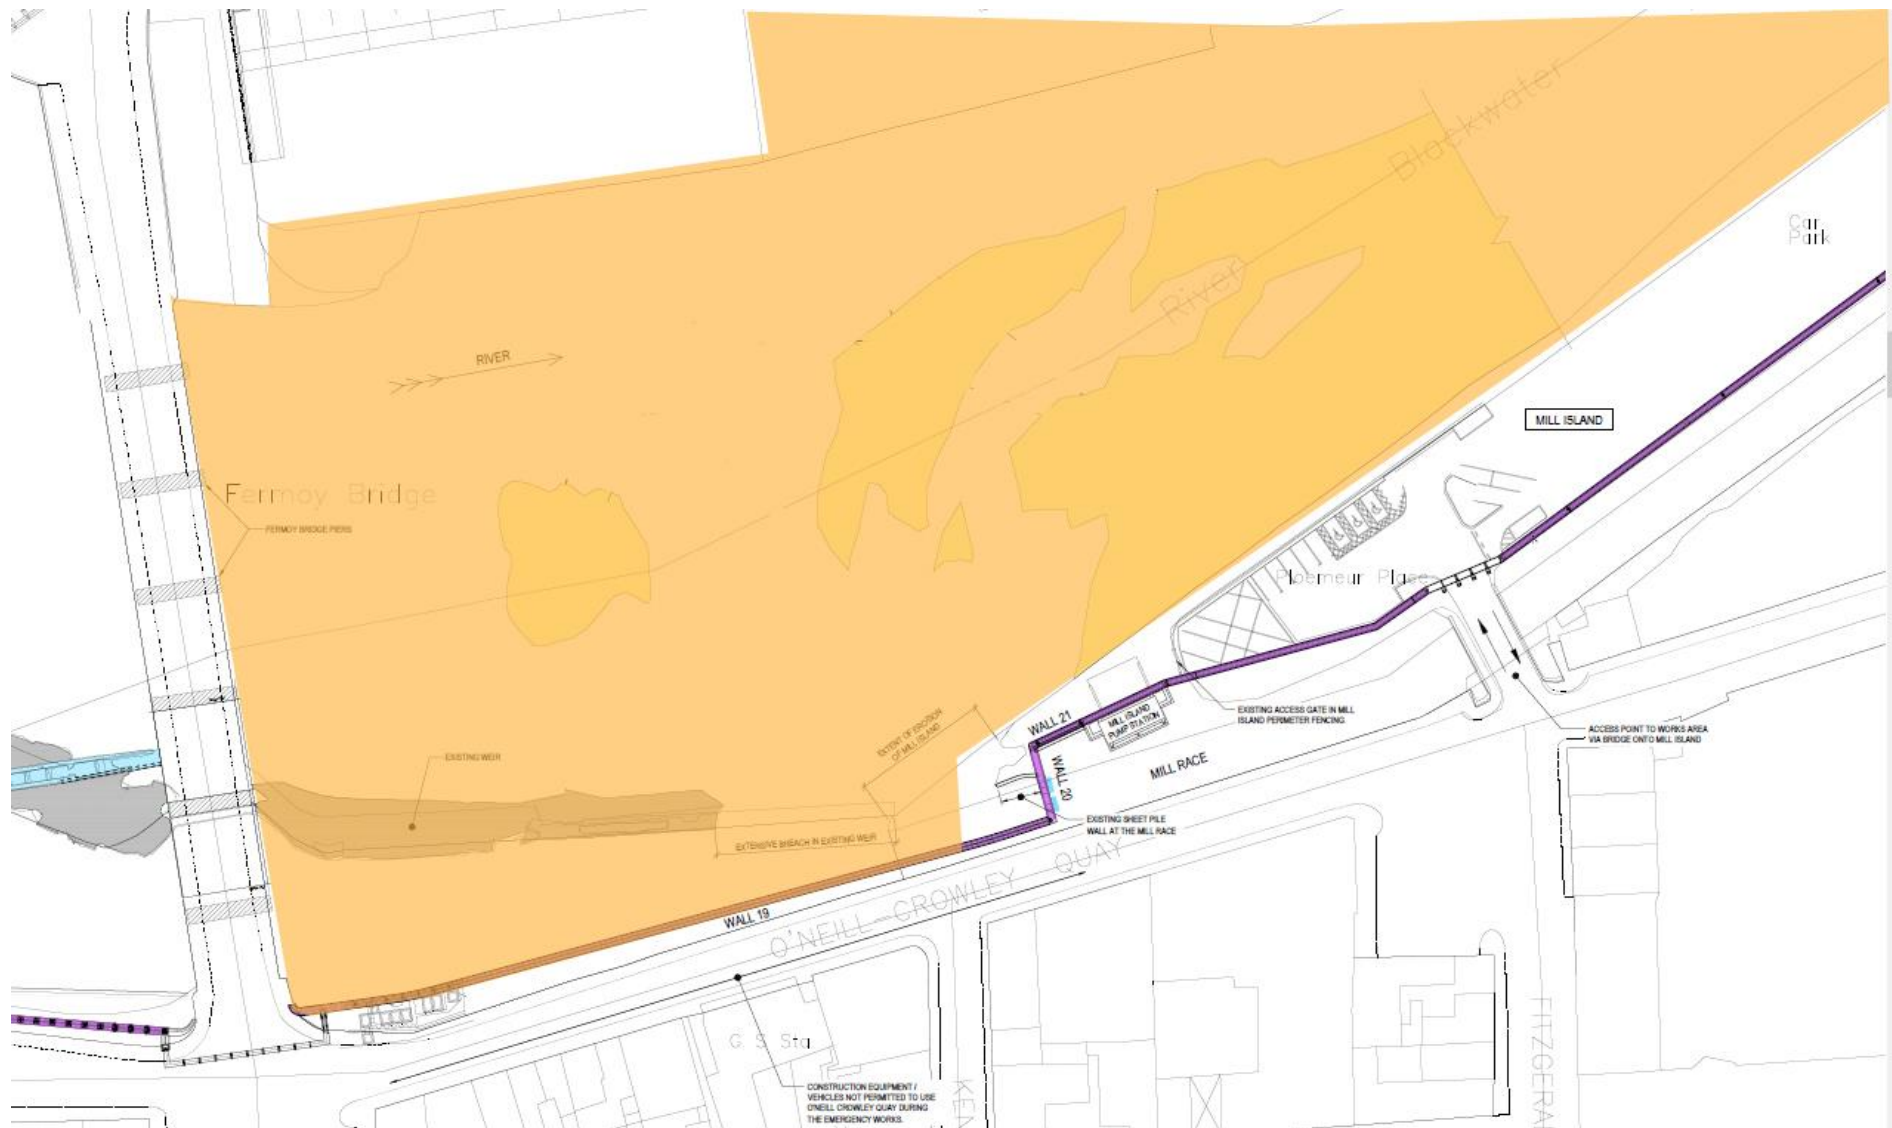 Blackwater
Car
Park
River
RIVER
MILL ISLAND
Fermoy Bridge
FERMOY BRIDGE PIERS
Ploemeur Place
EXTENT OF EROSION
OF MILL ISLAND
WALL 21
MILL ISLAND
PUMP STATION
EXISTING ACCESS GATE IN MILL
ISLAND PERIMETER FENCING
ACCESS POINT TO WORKS AREA
VIA BRIDGE ONTO MILL ISLAND
EXISTING WEIR
WALL 20
MILL RACE
EXISTING SHEET PILE
WALL AT THE MILL RACE
EXTENSIVE BREACH IN EXISTING WEIR
WALL 19
O'NEILL-CROWLEY QUAY
G S Sta
CONSTRUCTION EQUIPMENT /
VEHICLES NOT PERMITTED TO USE
O'NEILL CROWLEY QUAY DURING
THE EMERGENCY WORKS.
KEN
FITZGERA